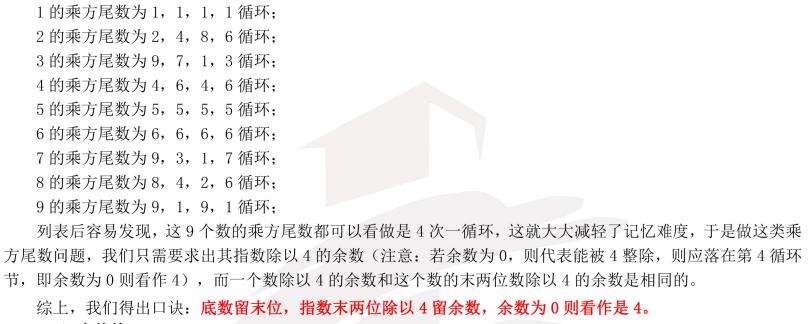 1 的乘方尾数为 1，1，1，1 循环；
2 的乘方尾数为 2，4，8，6 循环；
3 的乘方尾数为 9，7，1，3 循环；
4 的乘方尾数为 4，6，4，6 循环；
5 的乘方尾数为 5，5，5，5 循环；
6 的乘方尾数为 6，6，6，6 循环；
7 的乘方尾数为 9，3，1，7 循环；
8 的乘方尾数为 8，4，2，6 循环；
9 的乘方尾数为 9，1，9，1 循环；
列表后容易发现，这 9 个数的乘方尾数都可以看做是 4 次一循环，这就大大减轻了记忆难度，于是做这类乘
方尾数问题，我们只需要求出其指数除以 4 的余数（注意：若余数为 0，则代表能被 4 整除，则应落在第 4 循环
节，即余数为 0 则看作 4），而一个数除以 4 的余数和这个数的末两位数除以 4 的余数是相同的。
综上，我们得出口诀：底数留末位，指数末两位除以 4 留余数，余数为 0 则看作是 4。